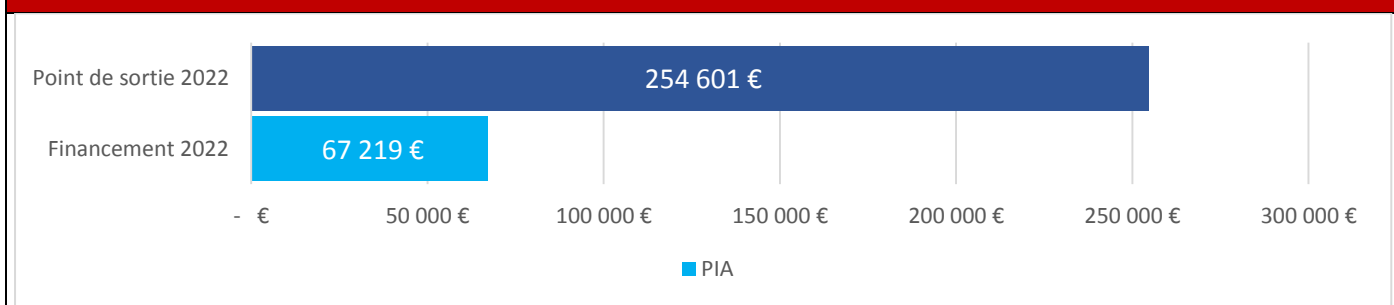 Point de sortie 2022
254 601 €
Financement 2022
67 219 €
- € 50 000 € 100 000 € 150 000 € 200 000 € 250 000 € 300 000 €
PIA